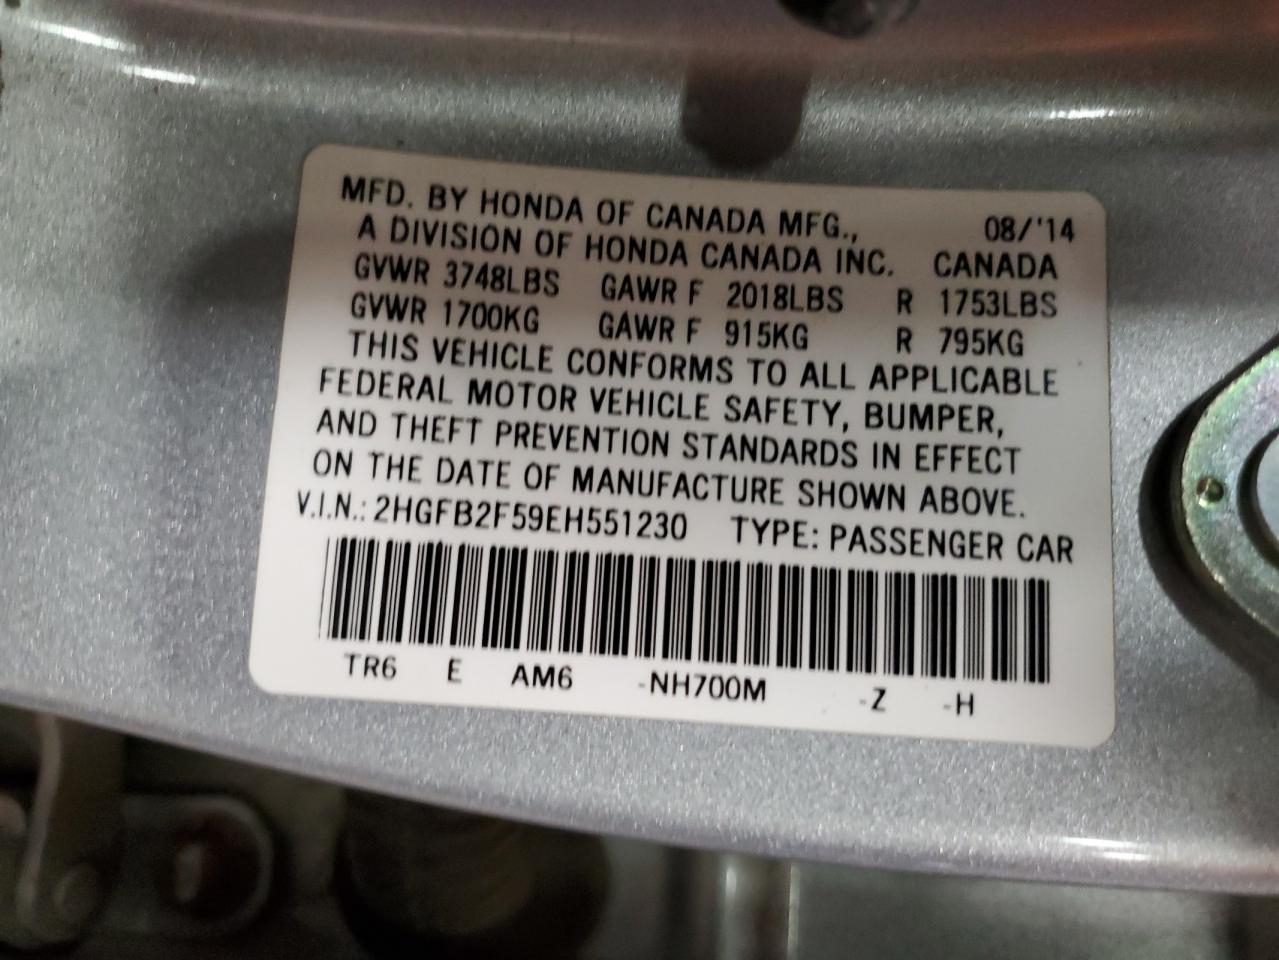 MFD. BY HONDA OF CANADA MFG., 08/'14
A DIVISION OF HONDA CANADA INC. CANADA
GVWR 3748LBS GAWR F 2018LBS R 1753LBS
GVWR 1700KG GAWR F 915KG R 795KG
THIS VEHICLE CONFORMS TO ALL APPLICABLE
FEDERAL MOTOR VEHICLE SAFETY, BUMPER,
AND THEFT PREVENTION STANDARDS IN EFFECT
ON THE DATE OF MANUFACTURE SHOWN ABOVE.
V.I.N.: 2HGFB2F59EH551230 TYPE: PASSENGER CAR
TR6 E AM6 -NH700M -Z -H